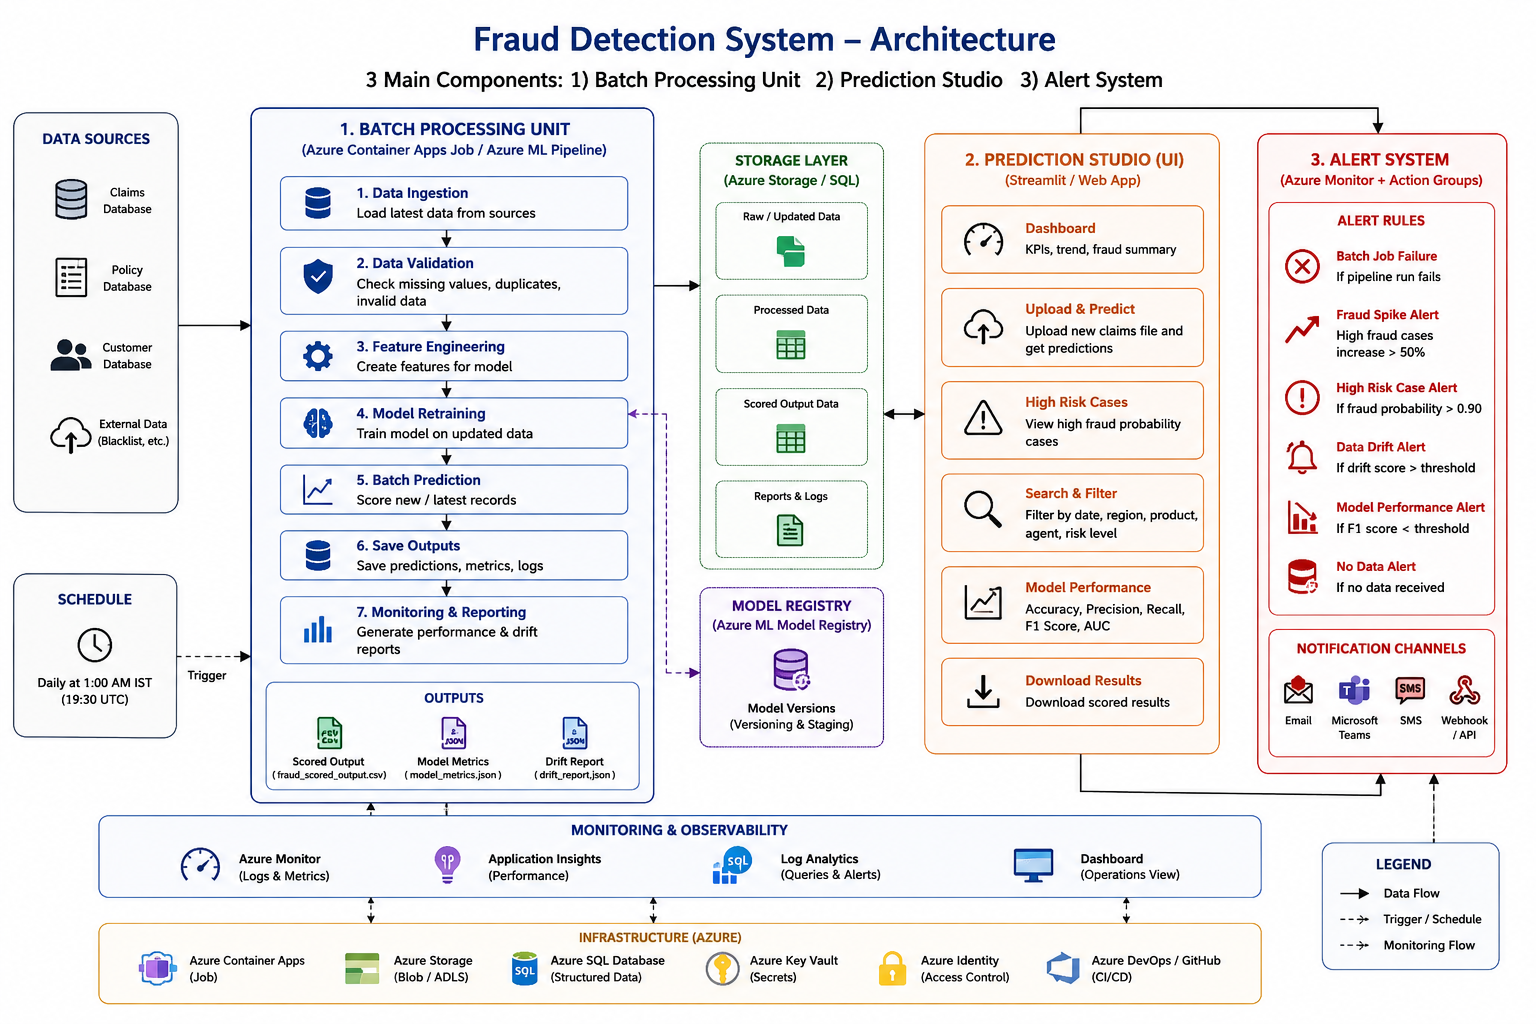 Fraud Detection System – Architecture
3 Main Components: 1) Batch Processing Unit 2) Prediction Studio 3) Alert System
DATA SOURCES
Claims
Database
Policy
Database
Customer
Database
External Data
(Blacklist, etc.)
SCHEDULE
Daily at 1:00 AM IST
(19:30 UTC)
Trigger
1. BATCH PROCESSING UNIT
(Azure Container Apps Job / Azure ML Pipeline)
1. Data Ingestion
Load latest data from sources
2. Data Validation
Check missing values, duplicates,
invalid data
3. Feature Engineering
Create features for model
4. Model Retraining
Train model on updated data
5. Batch Prediction
Score new / latest records
6. Save Outputs
Save predictions, metrics, logs
7. Monitoring & Reporting
Generate performance & drift
reports
OUTPUTS
Scored Output
(fraud_scored_output.csv)
JSON
Model Metrics
(model_metrics.json)
JSON
Drift Report
(drift_report.json)
STORAGE LAYER
(Azure Storage / SQL)
Raw / Updated Data
Processed Data
Scored Output Data
Reports & Logs
MODEL REGISTRY
(Azure ML Model Registry)
Model Versions
(Versioning & Staging)
2. PREDICTION STUDIO (UI)
(Streamlit / Web App)
Dashboard
KPIs, trend, fraud summary
Upload & Predict
Upload new claims file and
get predictions
High Risk Cases
View high fraud probability
cases
Search & Filter
Filter by date, region, product,
agent, risk level
Model Performance
Accuracy, Precision, Recall,
F1 Score, AUC
Download Results
Download scored results
3. ALERT SYSTEM
(Azure Monitor + Action Groups)
ALERT RULES
Batch Job Failure
If pipeline run fails
Fraud Spike Alert
High fraud cases
increase > 50%
High Risk Case Alert
If fraud probability > 0.90
Data Drift Alert
If drift score > threshold
Model Performance Alert
If F1 score < threshold
No Data Alert
If no data received
NOTIFICATION CHANNELS
Email
T
Microsoft
Teams
SMS
SMS
Webhook
/ API
MONITORING & OBSERVABILITY
Azure Monitor
(Logs & Metrics)
Application Insights
(Performance)
SQL
Log Analytics
(Queries & Alerts)
Dashboard
(Operations View)
LEGEND
Data Flow
Trigger / Schedule
Monitoring Flow
INFRASTRUCTURE (AZURE)
Azure Container Apps
(Job)
Azure Storage
(Blob / ADLS)
SQL
Azure SQL Database
(Structured Data)
Azure Key Vault
(Secrets)
Azure Identity
(Access Control)
Azure DevOps / GitHub
(CI/CD)